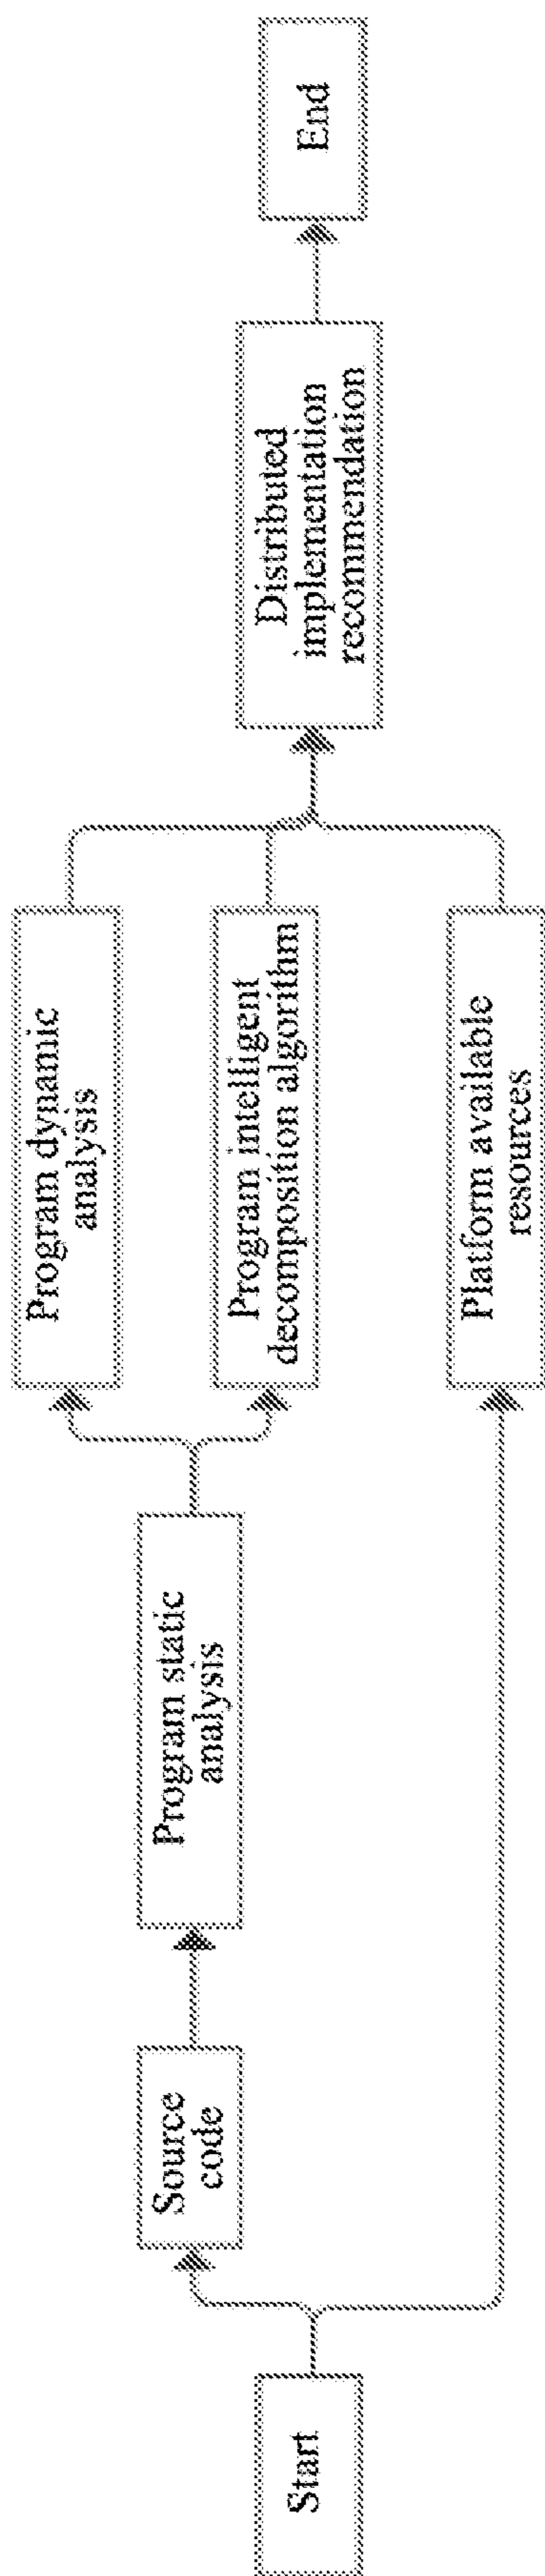 Start
Source
code
Program static
analysis
Program dynamic
analysis
Program intelligent
decomposition algorithm
Platform available
resources
Distributed
implementation
recommendation
End